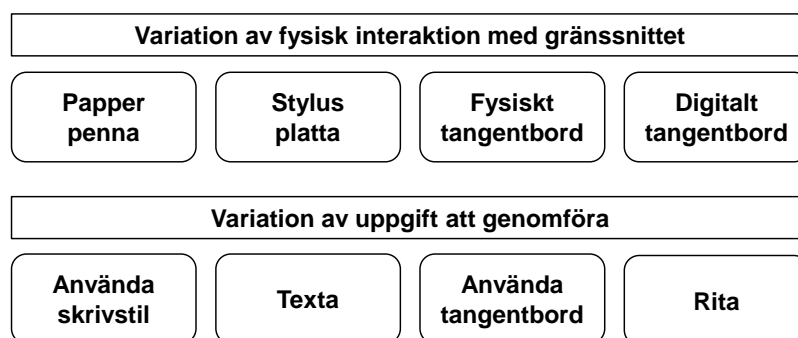 Variation av fysisk interaktion med gränssnittet
Papper
penna
Stylus
platta
Fysiskt
tangentbord
Digitalt
tangentbord
Variation av uppgift att genomföra
Använda
skrivstil
Texta
Använda
tangentbord
Rita